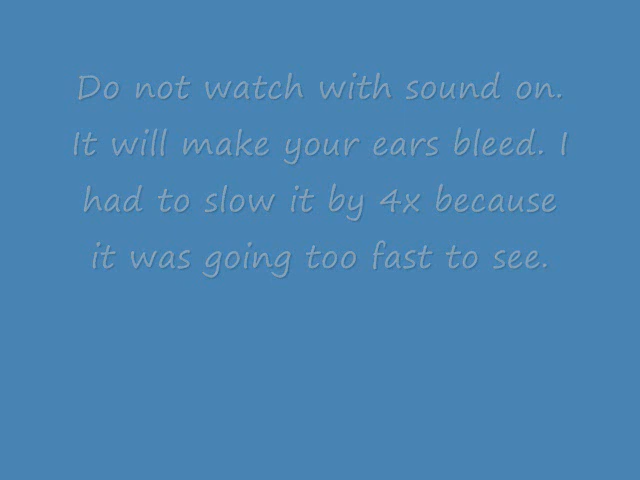 Do not watch with sound on.
It will make your ears bleed. I
had to slow it by 4x because
it was going too fast to see.